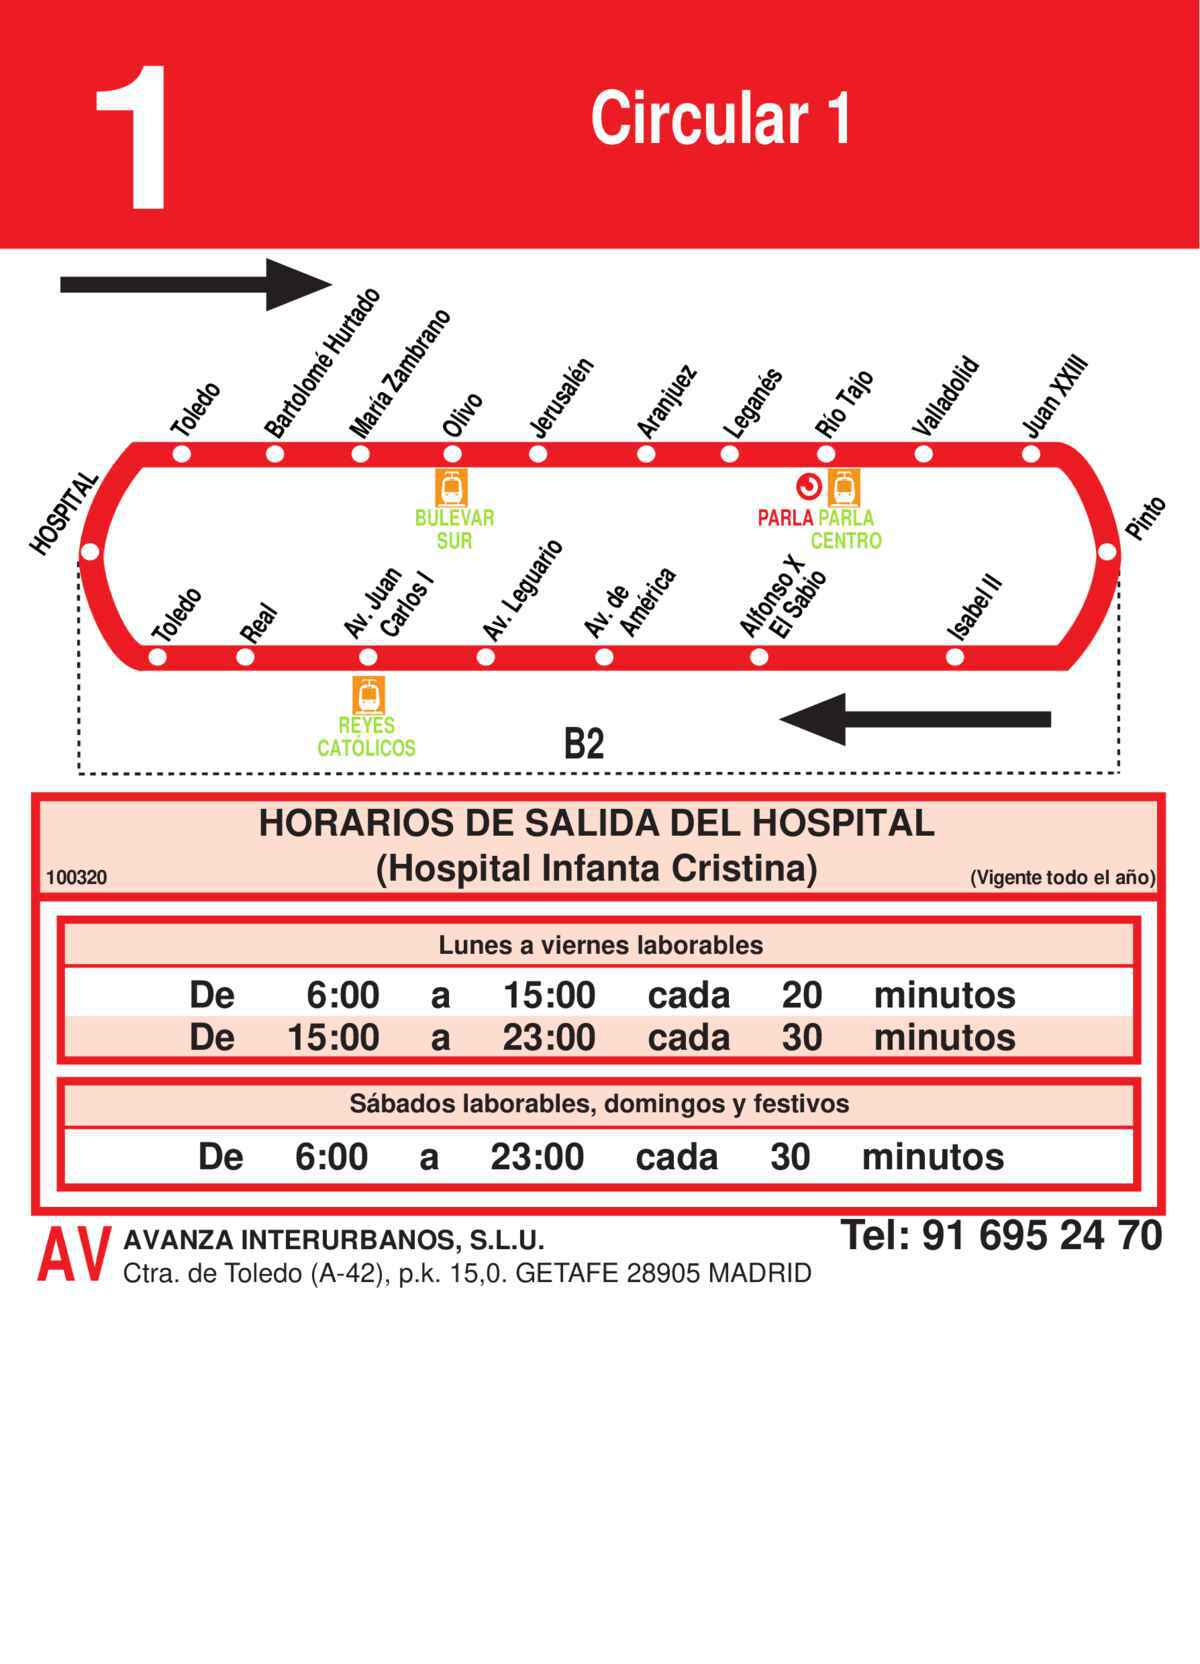 1
Circular 1
HOSPITAL
Toledo
Bartolomé Hurtado
María Zambrano
Olivo
Jerusalén
Aranjuez
Leganés
Río Tajo
Valladolid
Juan XXIII
Pinto
BULEVAR
SUR
PARLA
PARLA
CENTRO
Toledo
Real
Av. Juan
Carlos I
Av. Leguario
Av. de
América
Alfonso X
El Sabio
Isabel II
REYES
CATÓLICOS
B2
HORARIOS DE SALIDA DEL HOSPITAL
(Hospital Infanta Cristina)
100320
(Vigente todo el año)
Lunes a viernes laborables
De 6:00 a 15:00 cada 20 minutos
De 15:00 a 23:00 cada 30 minutos
Sábados laborables, domingos y festivos
De 6:00 a 23:00 cada 30 minutos
AV
AVANZA INTERURBANOS, S.L.U.
Ctra. de Toledo (A-42), p.k. 15,0. GETAFE 28905 MADRID
Tel: 91 695 24 70